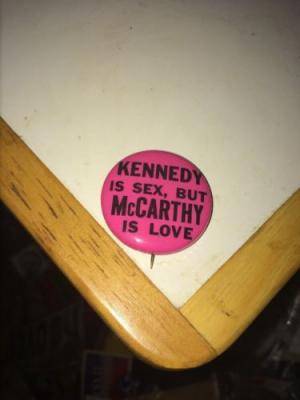 KENNEDY
IS SEX, BUT
McCARTHY
IS LOVE